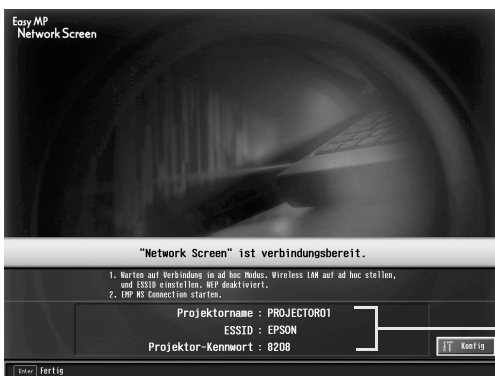 Easy MP
Network Screen
"Network Screen" ist verbindungsbereit.
1. Warten auf Verbindung in ad hoc Modus. Wireless LAN auf ad hoc stellen,
und ESSID einstellen. WEP deaktiviert.
2. EMP NS Connection starten.
Projektorname : PROJECTOR01
ESSID : EPSON
Projektor-Kennwort : 8208
Konfig
Enter Fertig